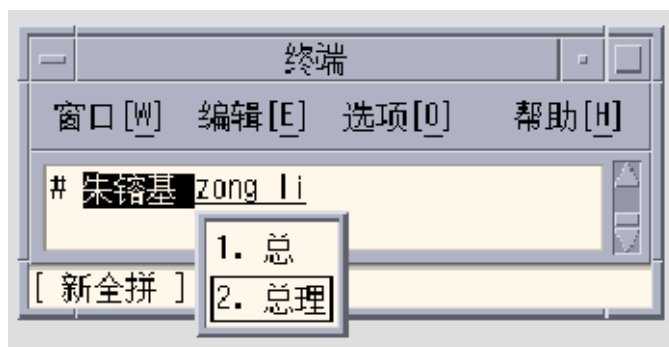 终端
窗口[W] 编辑[E] 选项[O] 帮助[H]
# 朱镕基 zong li
1. 总
2. 总理
[ 新全拼 ]